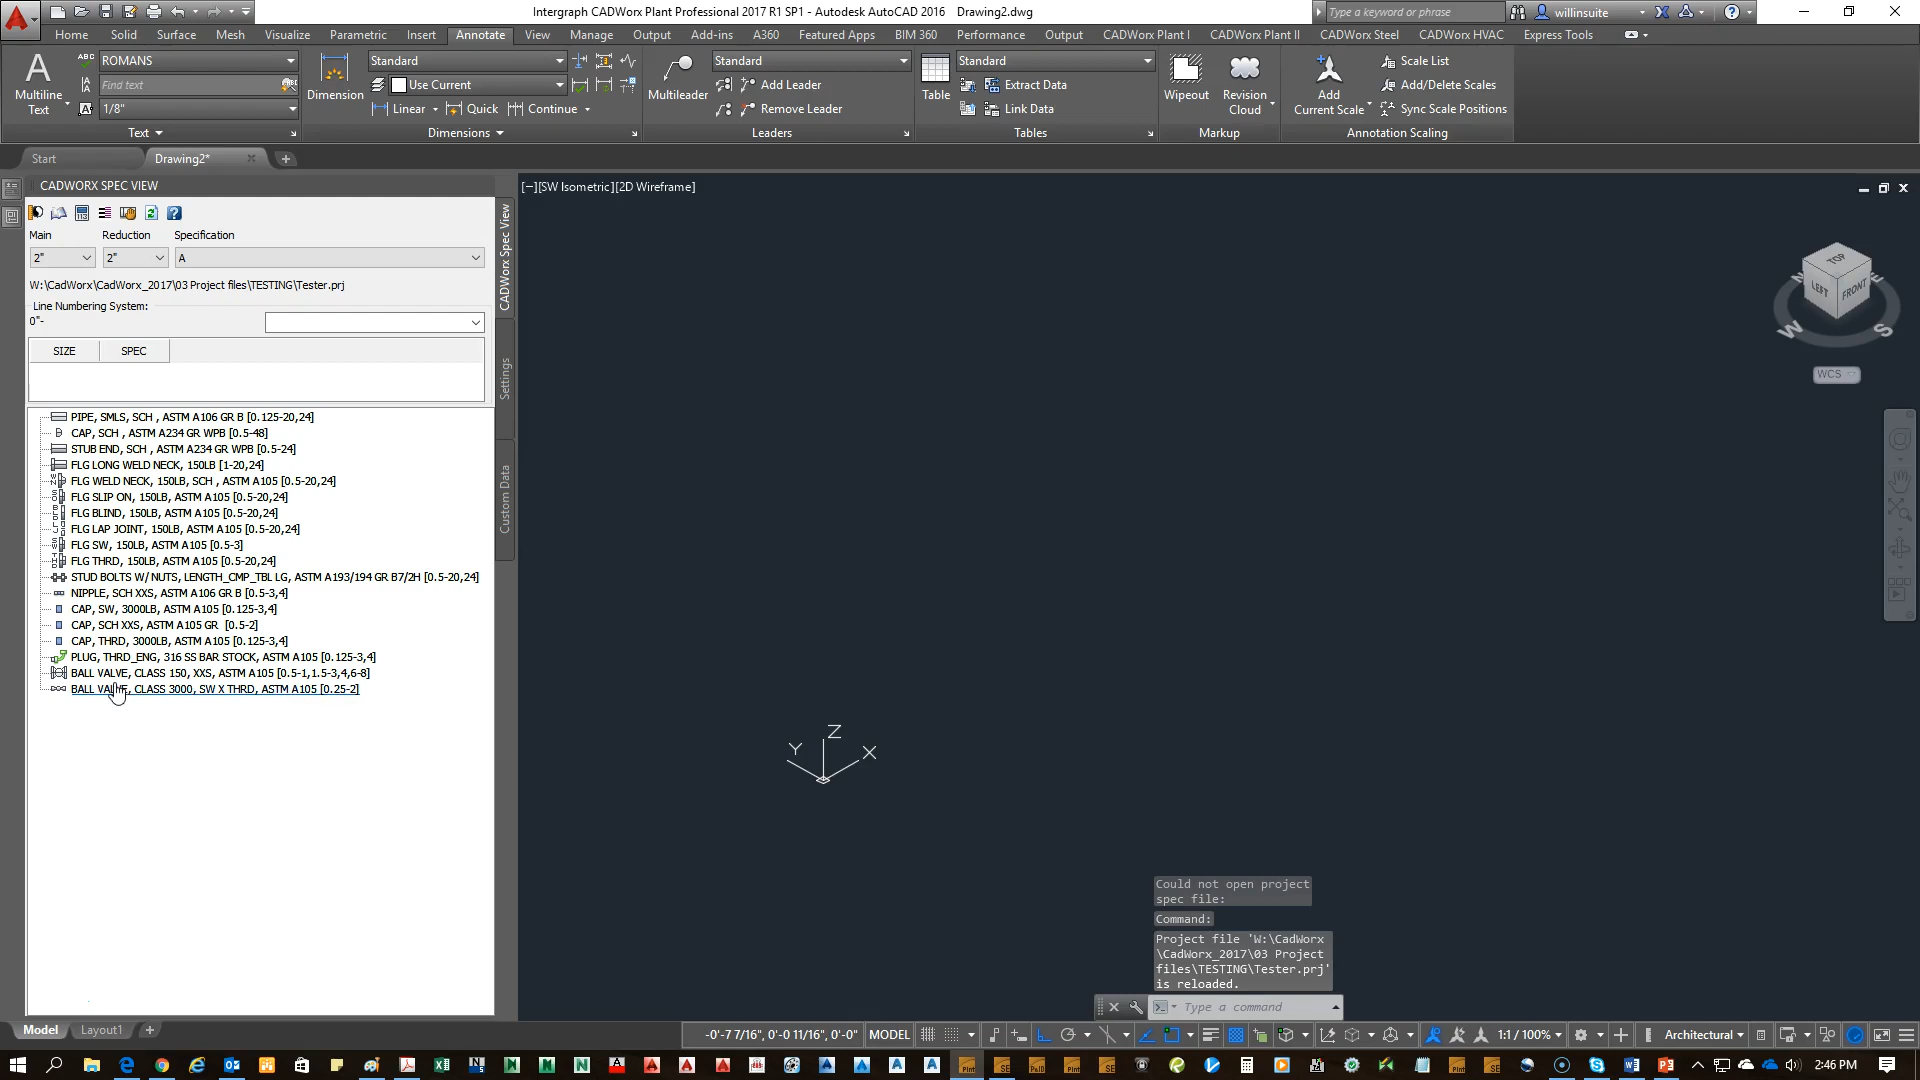 Intergraph CADWorx Plant Professional 2017 R1 SP1 - Autodesk AutoCAD 2016 Drawing2.dwg
Type a keyword or phrase
willinsuite
Home Solid Surface Mesh Visualize Parametric Insert Annotate View Manage Output Add-ins A360 Featured Apps BIM 360 Performance Output CADWorx Plant I CADWorx Plant II CADWorx Steel CADWorx HVAC Express Tools
A
Multiline
Text
ABC
ROMANS
Find text
1/8"
Text
Dimension
Standard
Use Current
Linear Quick Continue
Dimensions
Multileader
Standard
Add Leader
Remove Leader
Leaders
Table
Standard
Extract Data
Link Data
Tables
Wipeout
Revision
Cloud
Markup
Add
Current Scale
Scale List
Add/Delete Scales
Sync Scale Positions
Annotation Scaling
Start Drawing2*
CADWORX SPEC VIEW
Main Reduction Specification
2" 2" A
W:\CadWorx\CadWorx_2017\03 Project files\TESTING\Tester.prj
Line Numbering System:
0"-
SIZE SPEC
PIPE, SMLS, SCH , ASTM A106 GR B [0.125-20,24]
CAP, SCH , ASTM A234 GR WPB [0.5-48]
STUB END, SCH , ASTM A234 GR WPB [0.5-24]
FLG LONG WELD NECK, 150LB [1-20,24]
FLG WELD NECK, 150LB, SCH , ASTM A105 [0.5-20,24]
FLG SLIP ON, 150LB, ASTM A105 [0.5-20,24]
FLG BLIND, 150LB, ASTM A105 [0.5-20,24]
FLG LAP JOINT, 150LB, ASTM A105 [0.5-20,24]
FLG SW, 150LB, ASTM A105 [0.5-3]
FLG THRD, 150LB, ASTM A105 [0.5-20,24]
STUD BOLTS W/ NUTS, LENGTH_CMP_TBL LG, ASTM A193/194 GR B7/2H [0.5-20,24]
NIPPLE, SCH XXS, ASTM A106 GR B [0.5-3,4]
CAP, SW, 3000LB, ASTM A105 [0.125-3,4]
CAP, SCH XXS, ASTM A105 GR [0.5-2]
CAP, THRD, 3000LB, ASTM A105 [0.125-3,4]
PLUG, THRD_ENG, 316 SS BAR STOCK, ASTM A105 [0.125-3,4]
BALL VALVE, CLASS 150, XXS, ASTM A105 [0.5-1,1.5-3,4,6-8]
BALL VALVE, CLASS 3000, SW X THRD, ASTM A105 [0.25-2]
CADWorx Spec View
Settings
Custom Data
[−][SW Isometric][2D Wireframe]
TOP
LEFT
FRONT
N
W
S
WCS
Z
Y
X
Could not open project
spec file:
Command:
Project file 'W:\CadWorx
\CadWorx_2017\03 Project
files\TESTING\Tester.prj'
is reloaded.
Type a command
Model Layout1
-0'-7 7/16", 0'-0 11/16", 0'-0" MODEL
1:1 / 100%
Architectural
2:46 PM